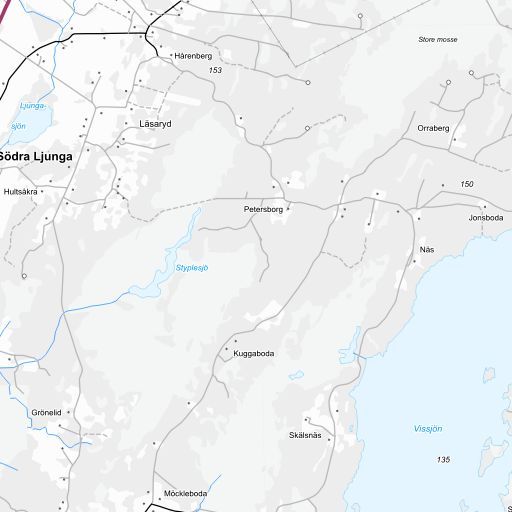 Store mosse
Hårenberg
153
Ljunga-
sjön
Läsaryd
Orraberg
Södra Ljunga
Hultsåkra
150
Petersborg
Jonsboda
Näs
Styplesjö
Kuggaboda
Grönelid
Vissjön
Skälsnäs
135
Möckleboda
S